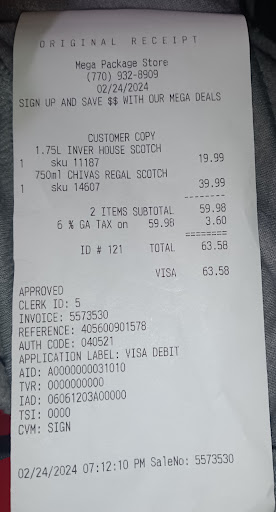 ORIGINAL RECEIPT
Mega Package Store
(770) 932-8909
02/24/2024
SIGN UP AND SAVE $$ WITH OUR MEGA DEALS
CUSTOMER COPY
1.75L INVER HOUSE SCOTCH
1 sku 11187 19.99
750ml CHIVAS REGAL SCOTCH
1 sku 14607 39.99
--------
2 ITEMS SUBTOTAL 59.98
6 % GA TAX on 59.98 3.60
========
ID # 121 TOTAL 63.58
VISA 63.58
APPROVED
CLERK ID: 5
INVOICE: 5573530
REFERENCE: 405600901578
AUTH CODE: 040521
APPLICATION LABEL: VISA DEBIT
AID: A0000000031010
TVR: 0000000000
IAD: 06061203A00000
TSI: 0000
CVM: SIGN
02/24/2024 07:12:10 PM SaleNo: 5573530